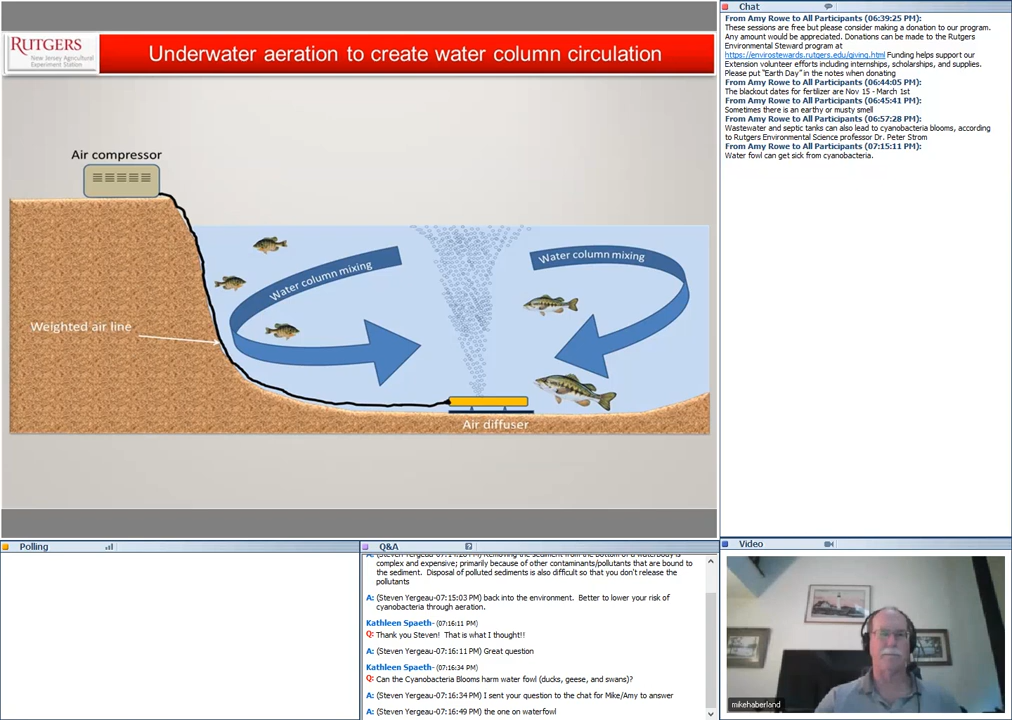 RUTGERS
New Jersey Agricultural
Experiment Station
Underwater aeration to create water column circulation
Air compressor
Water column mixing
Water column mixing
Weighted air line
Air diffuser
Chat
From Amy Rowe to All Participants (06:39:25 PM):
These sessions are free but please consider making a donation to our program.
Any amount would be appreciated. Donations can be made to the Rutgers
Environmental Steward program at
https://envirostewards.rutgers.edu/giving.html Funding helps support our
Extension volunteer efforts including internships, scholarships, and supplies.
Please put "Earth Day" in the notes when donating
From Amy Rowe to All Participants (06:44:05 PM):
The blackout dates for fertilizer are Nov 15 - March 1st
From Amy Rowe to All Participants (06:45:41 PM):
Sometimes there is an earthy or musty smell
From Amy Rowe to All Participants (06:57:28 PM):
Wastewater and septic tanks can also lead to cyanobacteria blooms, according
to Rutgers Environmental Science professor Dr. Peter Strom
From Amy Rowe to All Participants (07:15:11 PM):
Water fowl can get sick from cyanobacteria.
Polling
Q&A
A: (Steven Yergeau- PM) Removing the sediment from the bottom of a waterbody is
complex and expensive; primarily because of other contaminants/pollutants that are bound to
the sediment. Disposal of polluted sediments is also difficult so that you don't release the
pollutants
A: (Steven Yergeau-07:15:03 PM) back into the environment. Better to lower your risk of
cyanobacteria through aeration.
Kathleen Spaeth- (07:16:11 PM)
Q: Thank you Steven! That is what I thought!!
A: (Steven Yergeau-07:16:11 PM) Great question
Kathleen Spaeth- (07:16:34 PM)
Q: Can the Cyanobacteria Blooms harm water fowl (ducks, geese, and swans)?
A: (Steven Yergeau-07:16:34 PM) I sent your question to the chat for Mike/Amy to answer
A: (Steven Yergeau-07:16:49 PM) the one on waterfowl
Video
mikehaberland